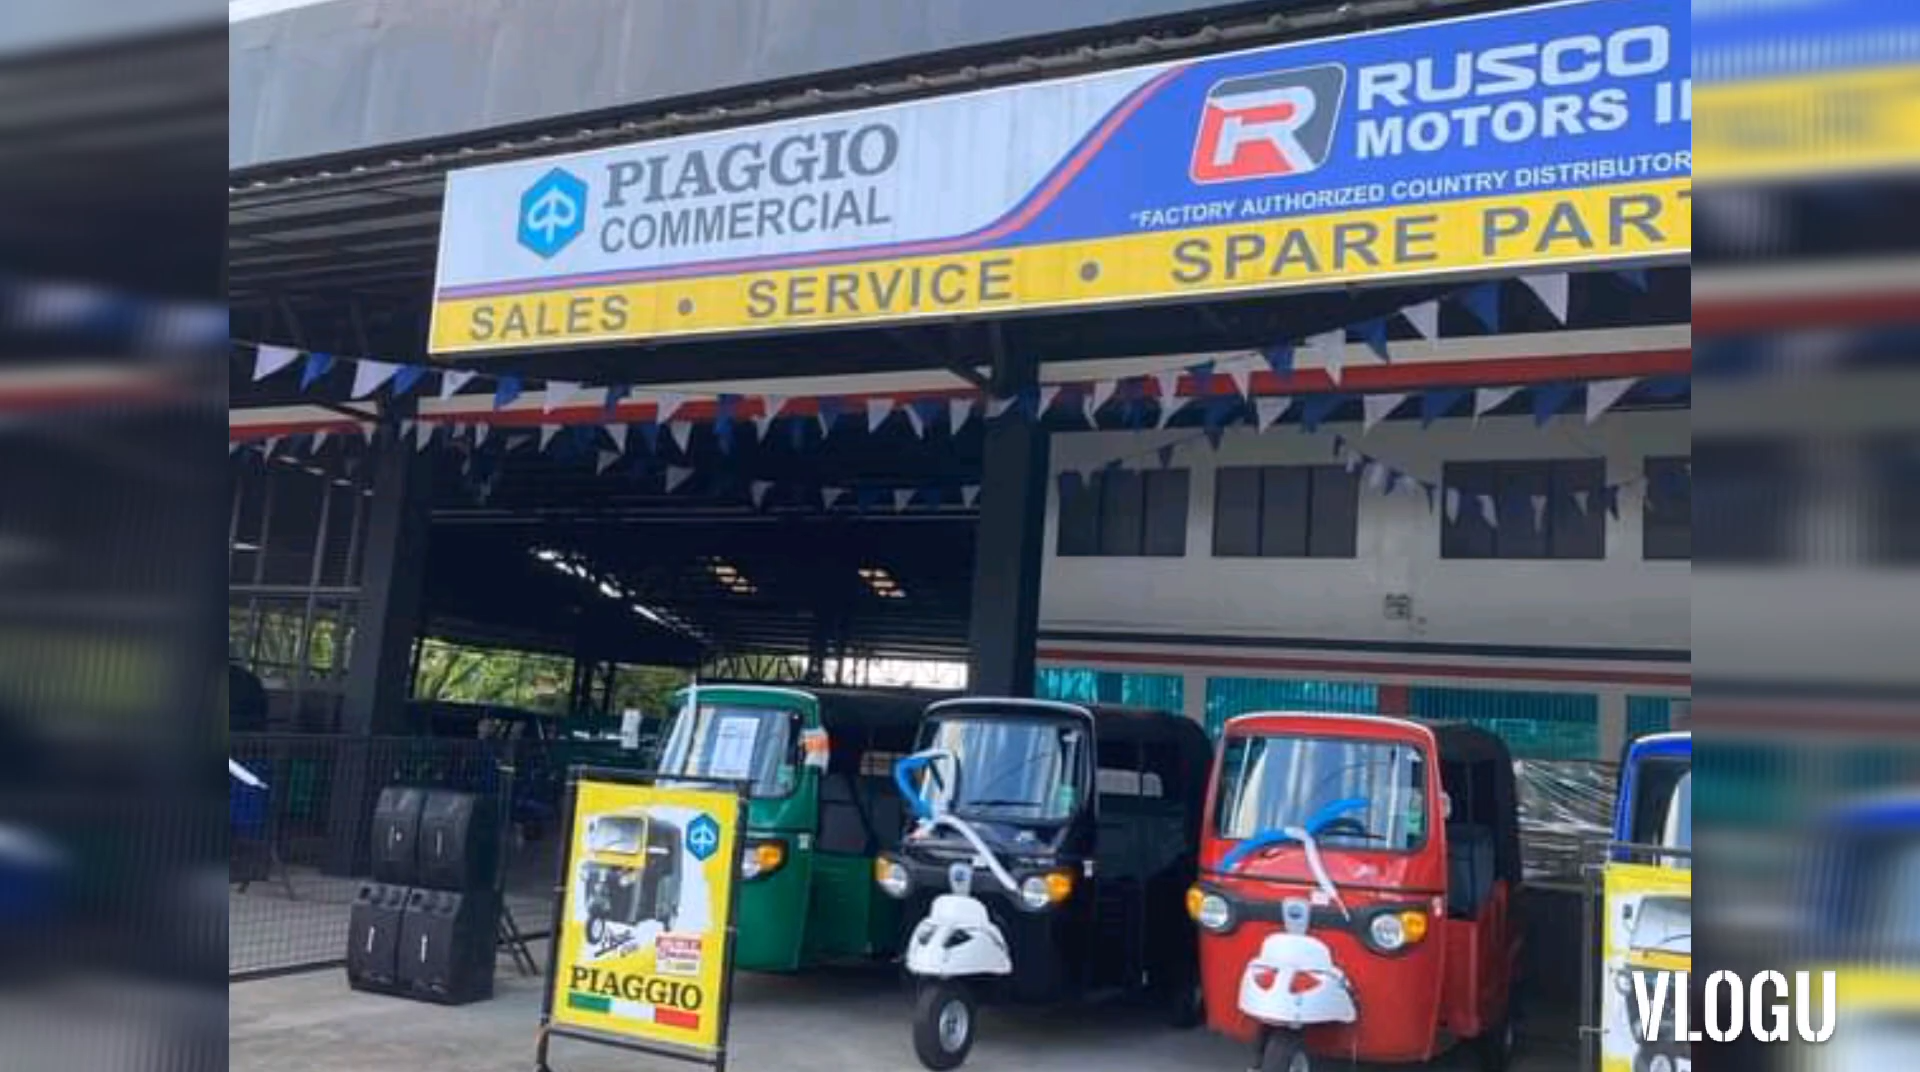 PIAGGIO
COMMERCIAL
RUSCO
MOTORS
"FACTORY AUTHORIZED COUNTRY DISTRIBUTOR
SALES • SERVICE • SPARE PART
PIAGGIO
VLOGU